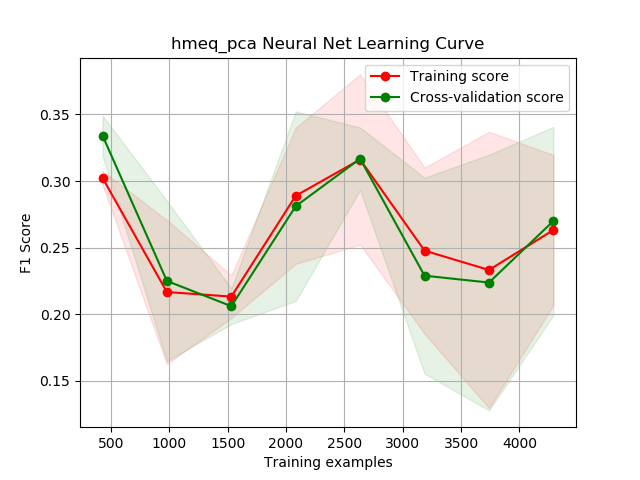 hmeq_pca Neural Net Learning Curve
Training score
Cross-validation score
F1 Score
0.35
0.30
0.25
0.20
0.15
500 1000 1500 2000 2500 3000 3500 4000
Training examples